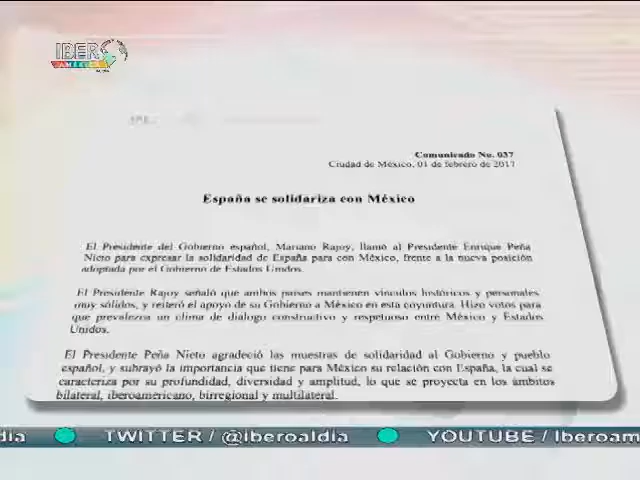 IBER
AMÉRICA
Comunicado No. 037
Ciudad de México, 01 de febrero de 2017
España se solidariza con México
El Presidente del Gobierno español, Mariano Rajoy, llamó al Presidente Enrique Peña
Nieto para expresar la solidaridad de España para con México, frente a la nueva posición
adoptada por el Gobierno de Estados Unidos.
El Presidente Rajoy señaló que ambos países mantienen vínculos históricos y personales
muy sólidos, y reiteró el apoyo de su Gobierno a México en esta coyuntura. Hizo votos para
que prevalezca un clima de diálogo constructivo y respetuoso entre México y Estados
Unidos.
El Presidente Peña Nieto agradeció las muestras de solidaridad al Gobierno y pueblo
español, y subrayó la importancia que tiene para México su relación con España, la cual se
caracteriza por su profundidad, diversidad y amplitud, lo que se proyecta en los ámbitos
bilateral, iberoamericano, birregional y multilateral.
día TWITTER / @iberoaldia YOUTUBE / Iberoam